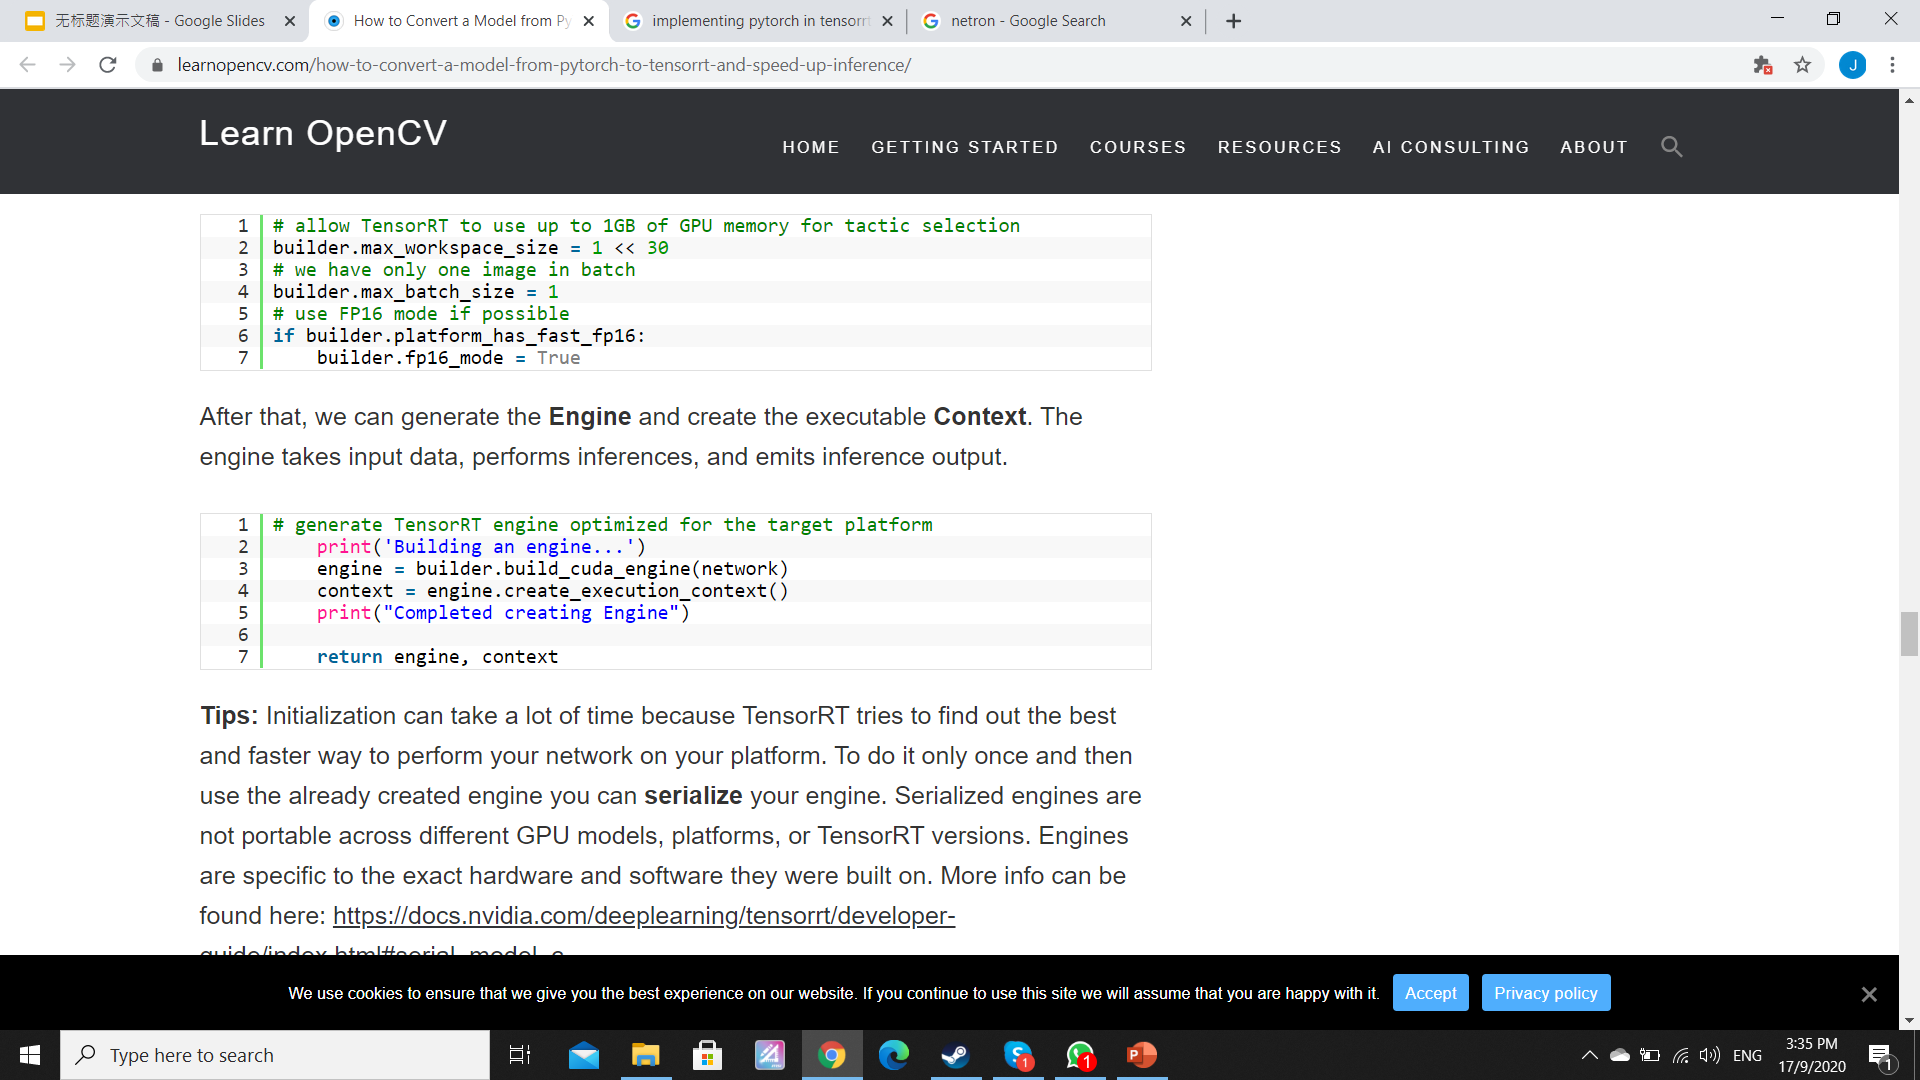 无标题演示文稿 - Google Slides
How to Convert a Model from Py
implementing pytorch in tensorrt
netron - Google Search
learnopencv.com/how-to-convert-a-model-from-pytorch-to-tensorrt-and-speed-up-inference/
J
Learn OpenCV
HOME GETTING STARTED COURSES RESOURCES AI CONSULTING ABOUT
1 # allow TensorRT to use up to 1GB of GPU memory for tactic selection
2 builder.max_workspace_size = 1 << 30
3 # we have only one image in batch
4 builder.max_batch_size = 1
5 # use FP16 mode if possible
6 if builder.platform_has_fast_fp16:
7     builder.fp16_mode = True
After that, we can generate the Engine and create the executable Context. The
engine takes input data, performs inferences, and emits inference output.
1 # generate TensorRT engine optimized for the target platform
2     print('Building an engine...')
3     engine = builder.build_cuda_engine(network)
4     context = engine.create_execution_context()
5     print("Completed creating Engine")
6
7     return engine, context
Tips: Initialization can take a lot of time because TensorRT tries to find out the best
and faster way to perform your network on your platform. To do it only once and then
use the already created engine you can serialize your engine. Serialized engines are
not portable across different GPU models, platforms, or TensorRT versions. Engines
are specific to the exact hardware and software they were built on. More info can be
found here: https://docs.nvidia.com/deeplearning/tensorrt/developer-
guide/index.html#serial_model_c
We use cookies to ensure that we give you the best experience on our website. If you continue to use this site we will assume that you are happy with it. Accept Privacy policy
Type here to search
ENG
3:35 PM
17/9/2020
1